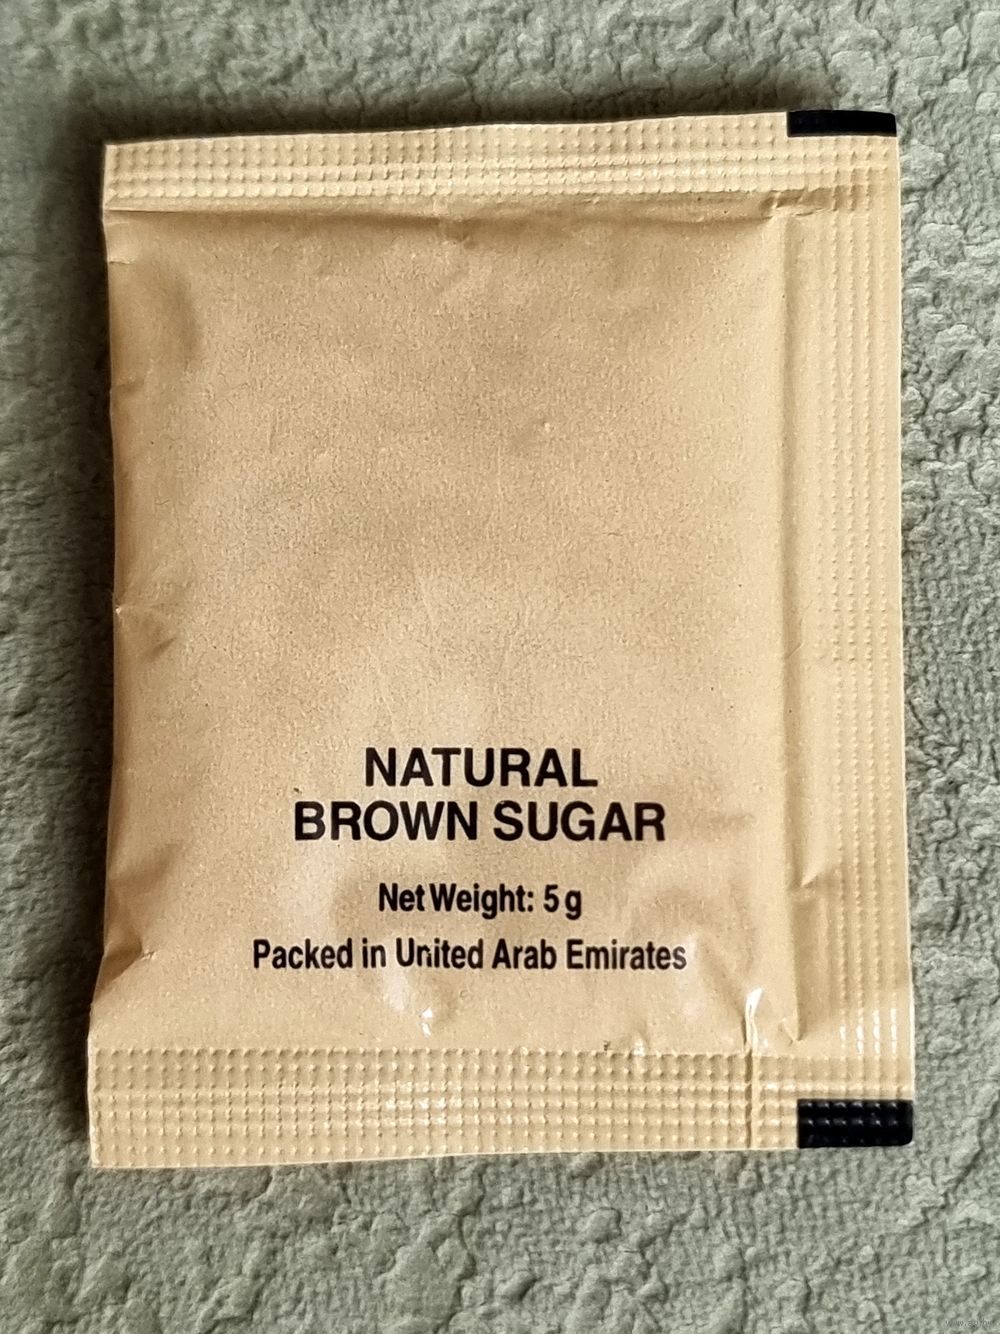 NATURAL
BROWN SUGAR
Net Weight: 5 g
Packed in United Arab Emirates